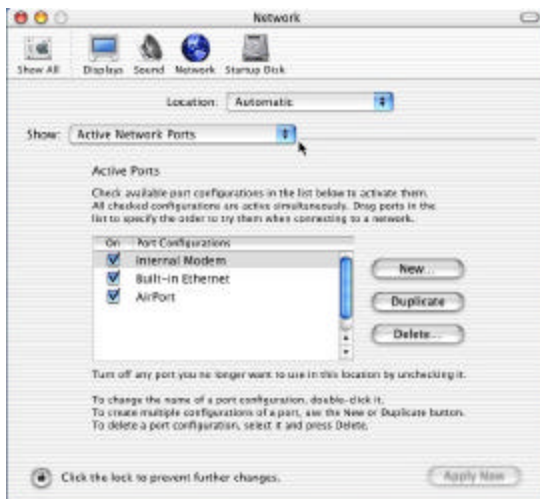 Network
Show All Displays Sound Network Startup Disk
Location: Automatic
Show: Active Network Ports
Active Ports
Check available port configurations in the list below to activate them.
All checked configurations are active simultaneously. Drag ports in the
list to specify the order to try them when connecting to a network.
On Port Configurations
Internal Modem
Built-in Ethernet
AirPort
New...
Duplicate
Delete...
Turn off any port you no longer want to use in this location by unchecking it.
To change the name of a port configuration, double-click it.
To create multiple configurations of a port, use the New or Duplicate button.
To delete a port configuration, select it and press Delete.
Click the lock to prevent further changes.
Apply Now